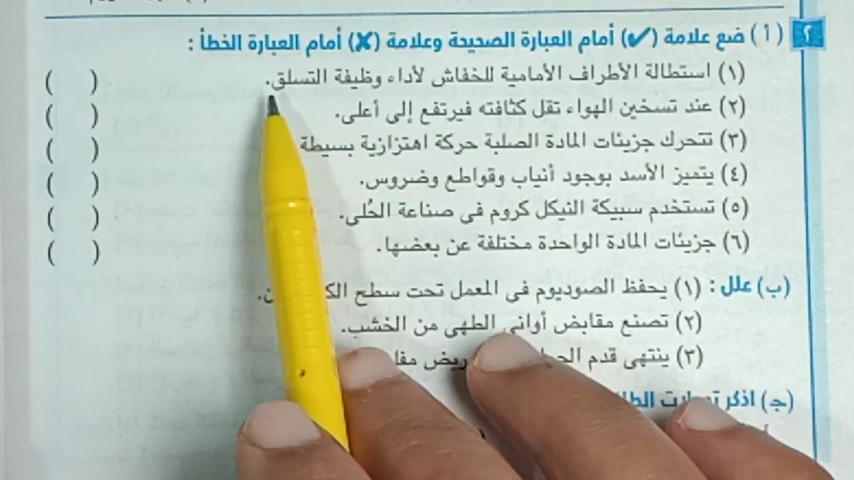 ٢ (أ) ضع علامة (✔) أمام العبارة الصحيحة وعلامة (✘) أمام العبارة الخطأ :
(١) استطالة الأطراف الأمامية للخفاش لأداء وظيفة التسلق. ( )
(٢) عند تسخين الهواء تقل كثافته فيرتفع إلى أعلى. ( )
(٣) تتحرك جزيئات المادة الصلبة حركة اهتزازية بسيطة ( )
(٤) يتميز الأسد بوجود أنياب وقواطع وضروس. ( )
(٥) تستخدم سبيكة النيكل كروم فى صناعة الحُلى. ( )
(٦) جزيئات المادة الواحدة مختلفة عن بعضها. ( )
(ب) علل : (١) يحفظ الصوديوم فى المعمل تحت سطح
(٢) تصنع مقابض أوانى الطهى من الخشب.
(٣) ينتهى قدم
(جـ) اذكر